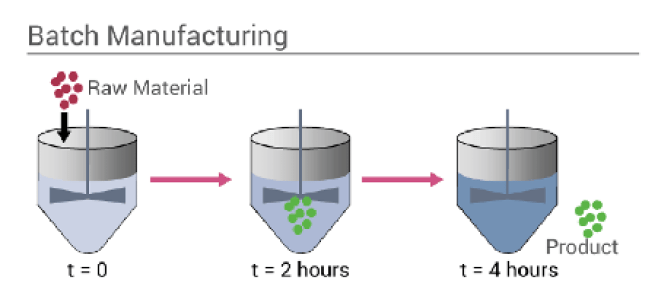 Batch Manufacturing
Raw Material
Product
t = 0
t = 2 hours
t = 4 hours